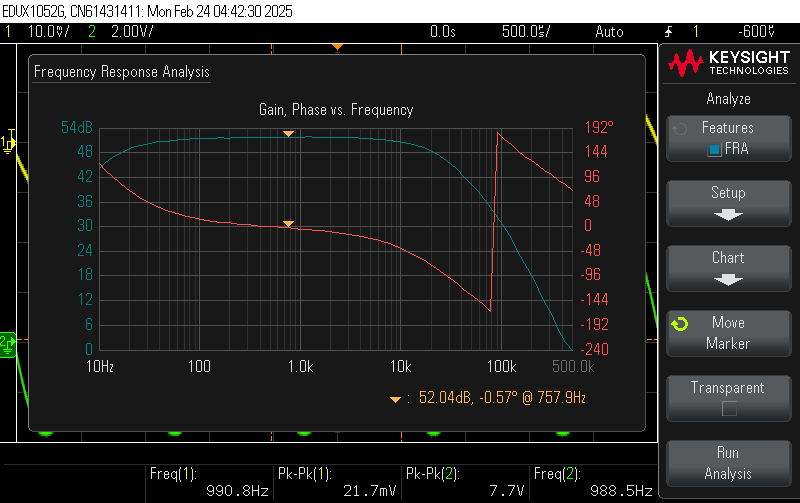 EDUX1052G, CN61431411: Mon Feb 24 04:42:30 2025
1 10.0V/ 2 2.00V/ 0.0s 500.0s/ Auto 1 -600V
KEYSIGHT
TECHNOLOGIES
Frequency Response Analysis
Analyze
Gain, Phase vs. Frequency
Features
FRA
54dB 192°
48 144
42 96
36 48
30 0
24 -48
18 -96
12 -144
6 -192
0 -240
10Hz 100 1.0k 10k 100k 500.0k
: 52.04dB, -0.57° @ 757.9Hz
Setup
Chart
Move
Marker
Transparent
Run
Analysis
1
T
2
Freq(1): Pk-Pk(1): Pk-Pk(2): Freq(2):
990.8Hz 21.7mV 7.7V 988.5Hz